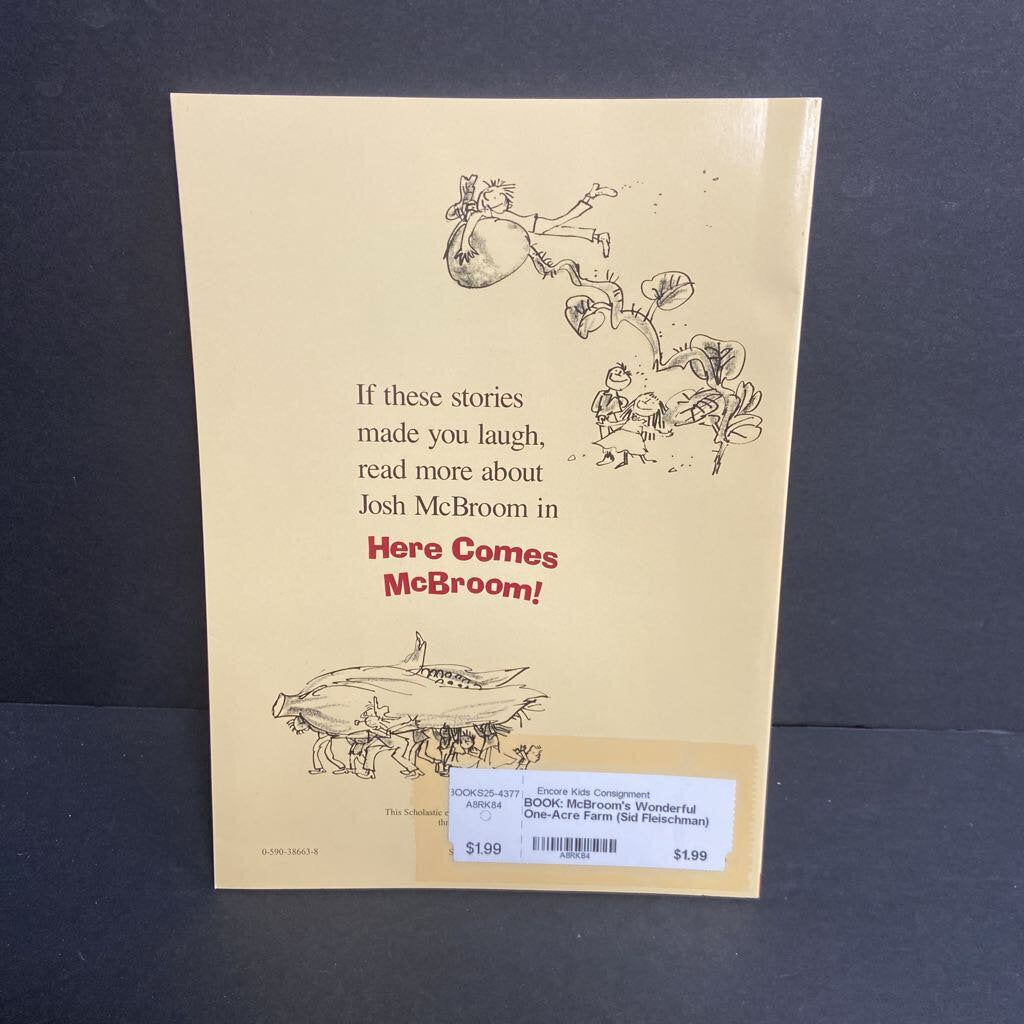 If these stories
made you laugh,
read more about
Josh McBroom in
Here Comes
McBroom!
This Scholastic
0-590-38663-8
BOOKS25-4377
A8RK84
$1.99
Encore Kids Consignment
BOOK: McBroom's Wonderful
One-Acre Farm (Sid Fleischman)
A8RK84
$1.99